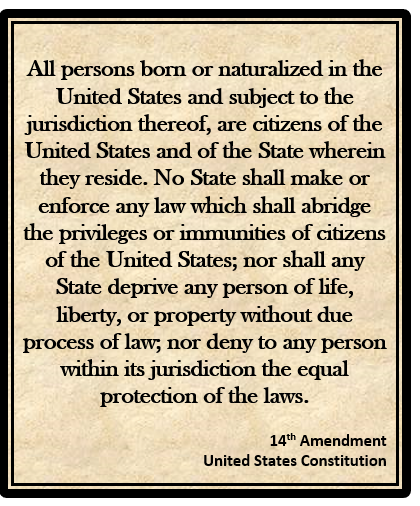 All persons born or naturalized in the
United States and subject to the
jurisdiction thereof, are citizens of the
United States and of the State wherein
they reside. No State shall make or
enforce any law which shall abridge
the privileges or immunities of citizens
of the United States; nor shall any
State deprive any person of life,
liberty, or property without due
process of law; nor deny to any person
within its jurisdiction the equal
protection of the laws.
14th Amendment
United States Constitution